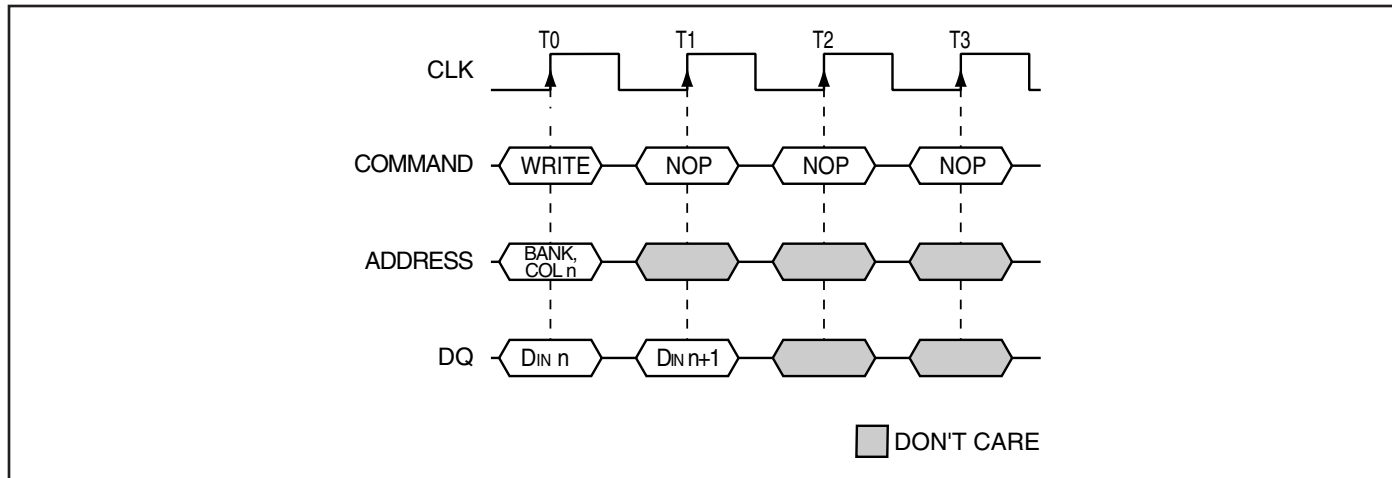 T0 T1 T2 T3
CLK
COMMAND WRITE NOP NOP NOP
ADDRESS BANK,
COL n
DQ DIN n DIN n+1
DON'T CARE